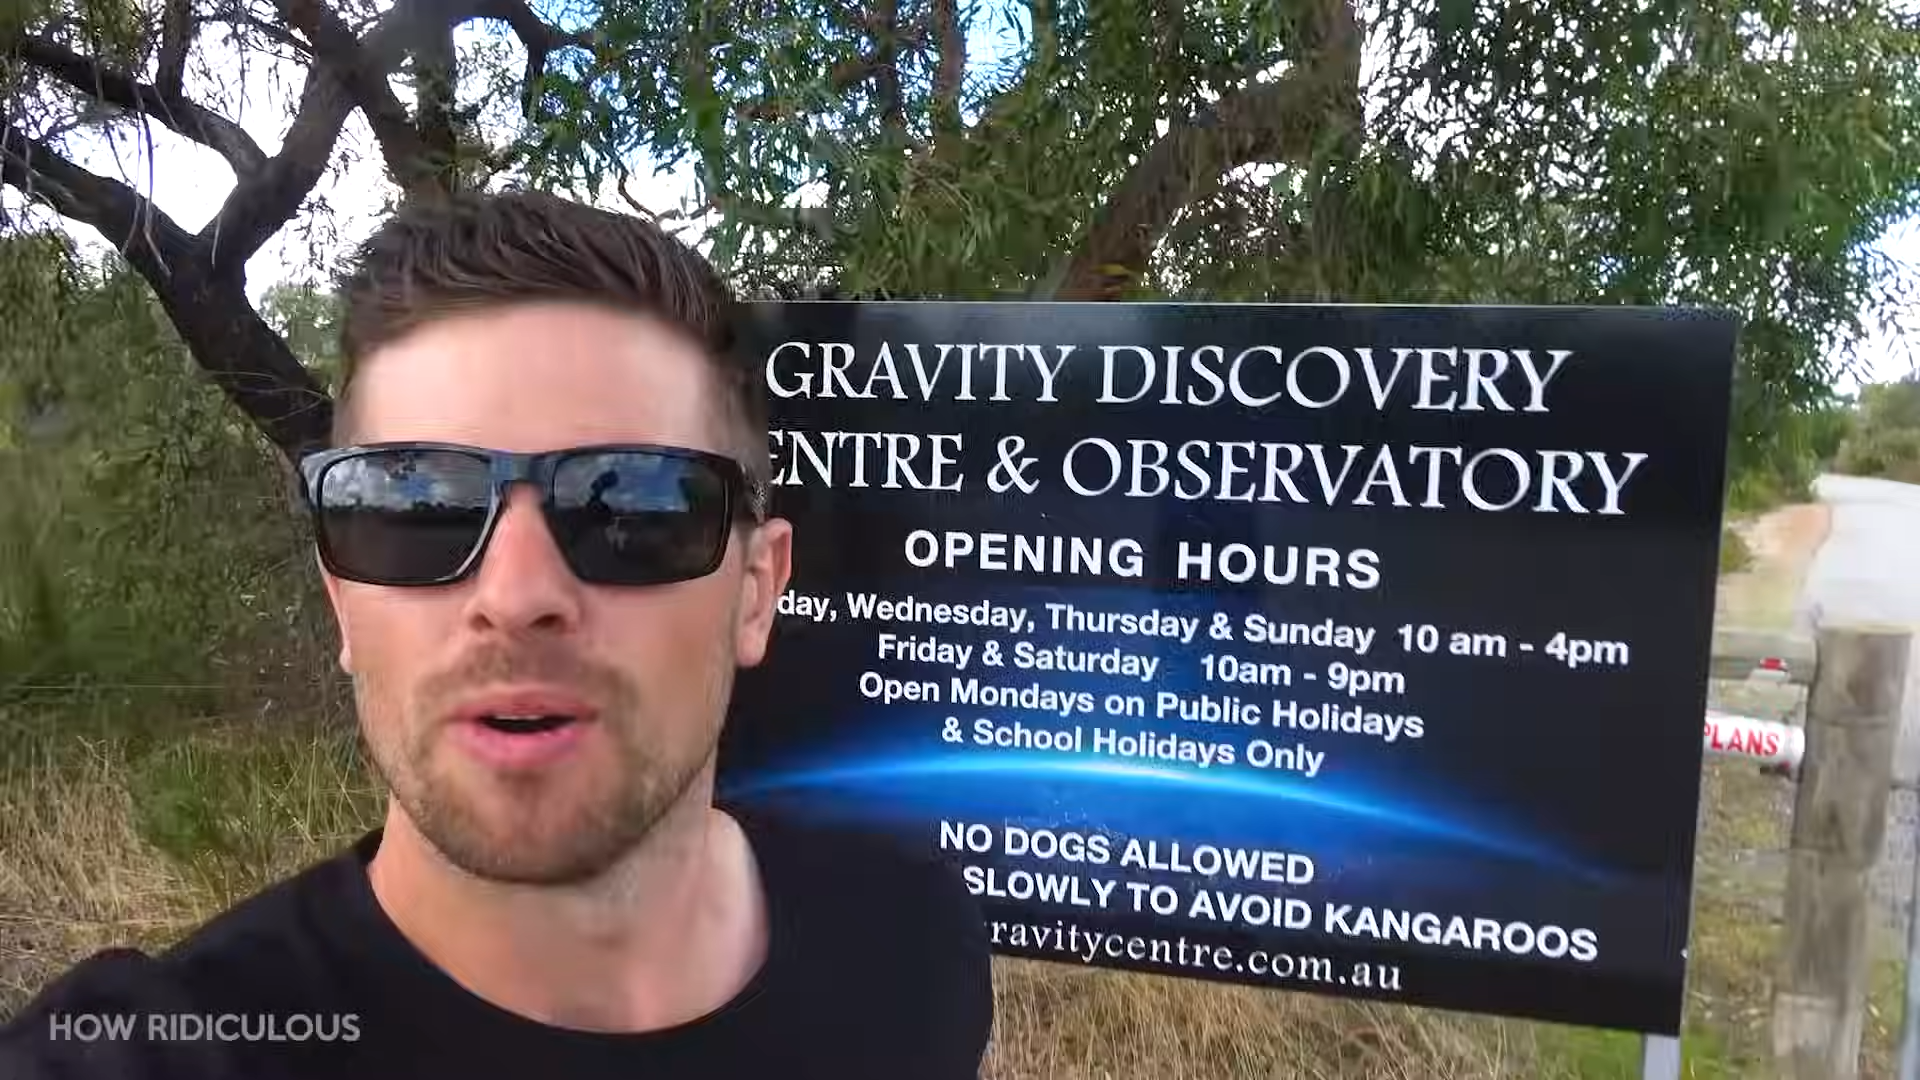 GRAVITY DISCOVERY
ENTRE & OBSERVATORY
OPENING HOURS
day, Wednesday, Thursday & Sunday 10 am - 4pm
Friday & Saturday 10am - 9pm
Open Mondays on Public Holidays
& School Holidays Only
NO DOGS ALLOWED
SLOWLY TO AVOID KANGAROOS
ravitycentre.com.au
PLANS
HOW RIDICULOUS